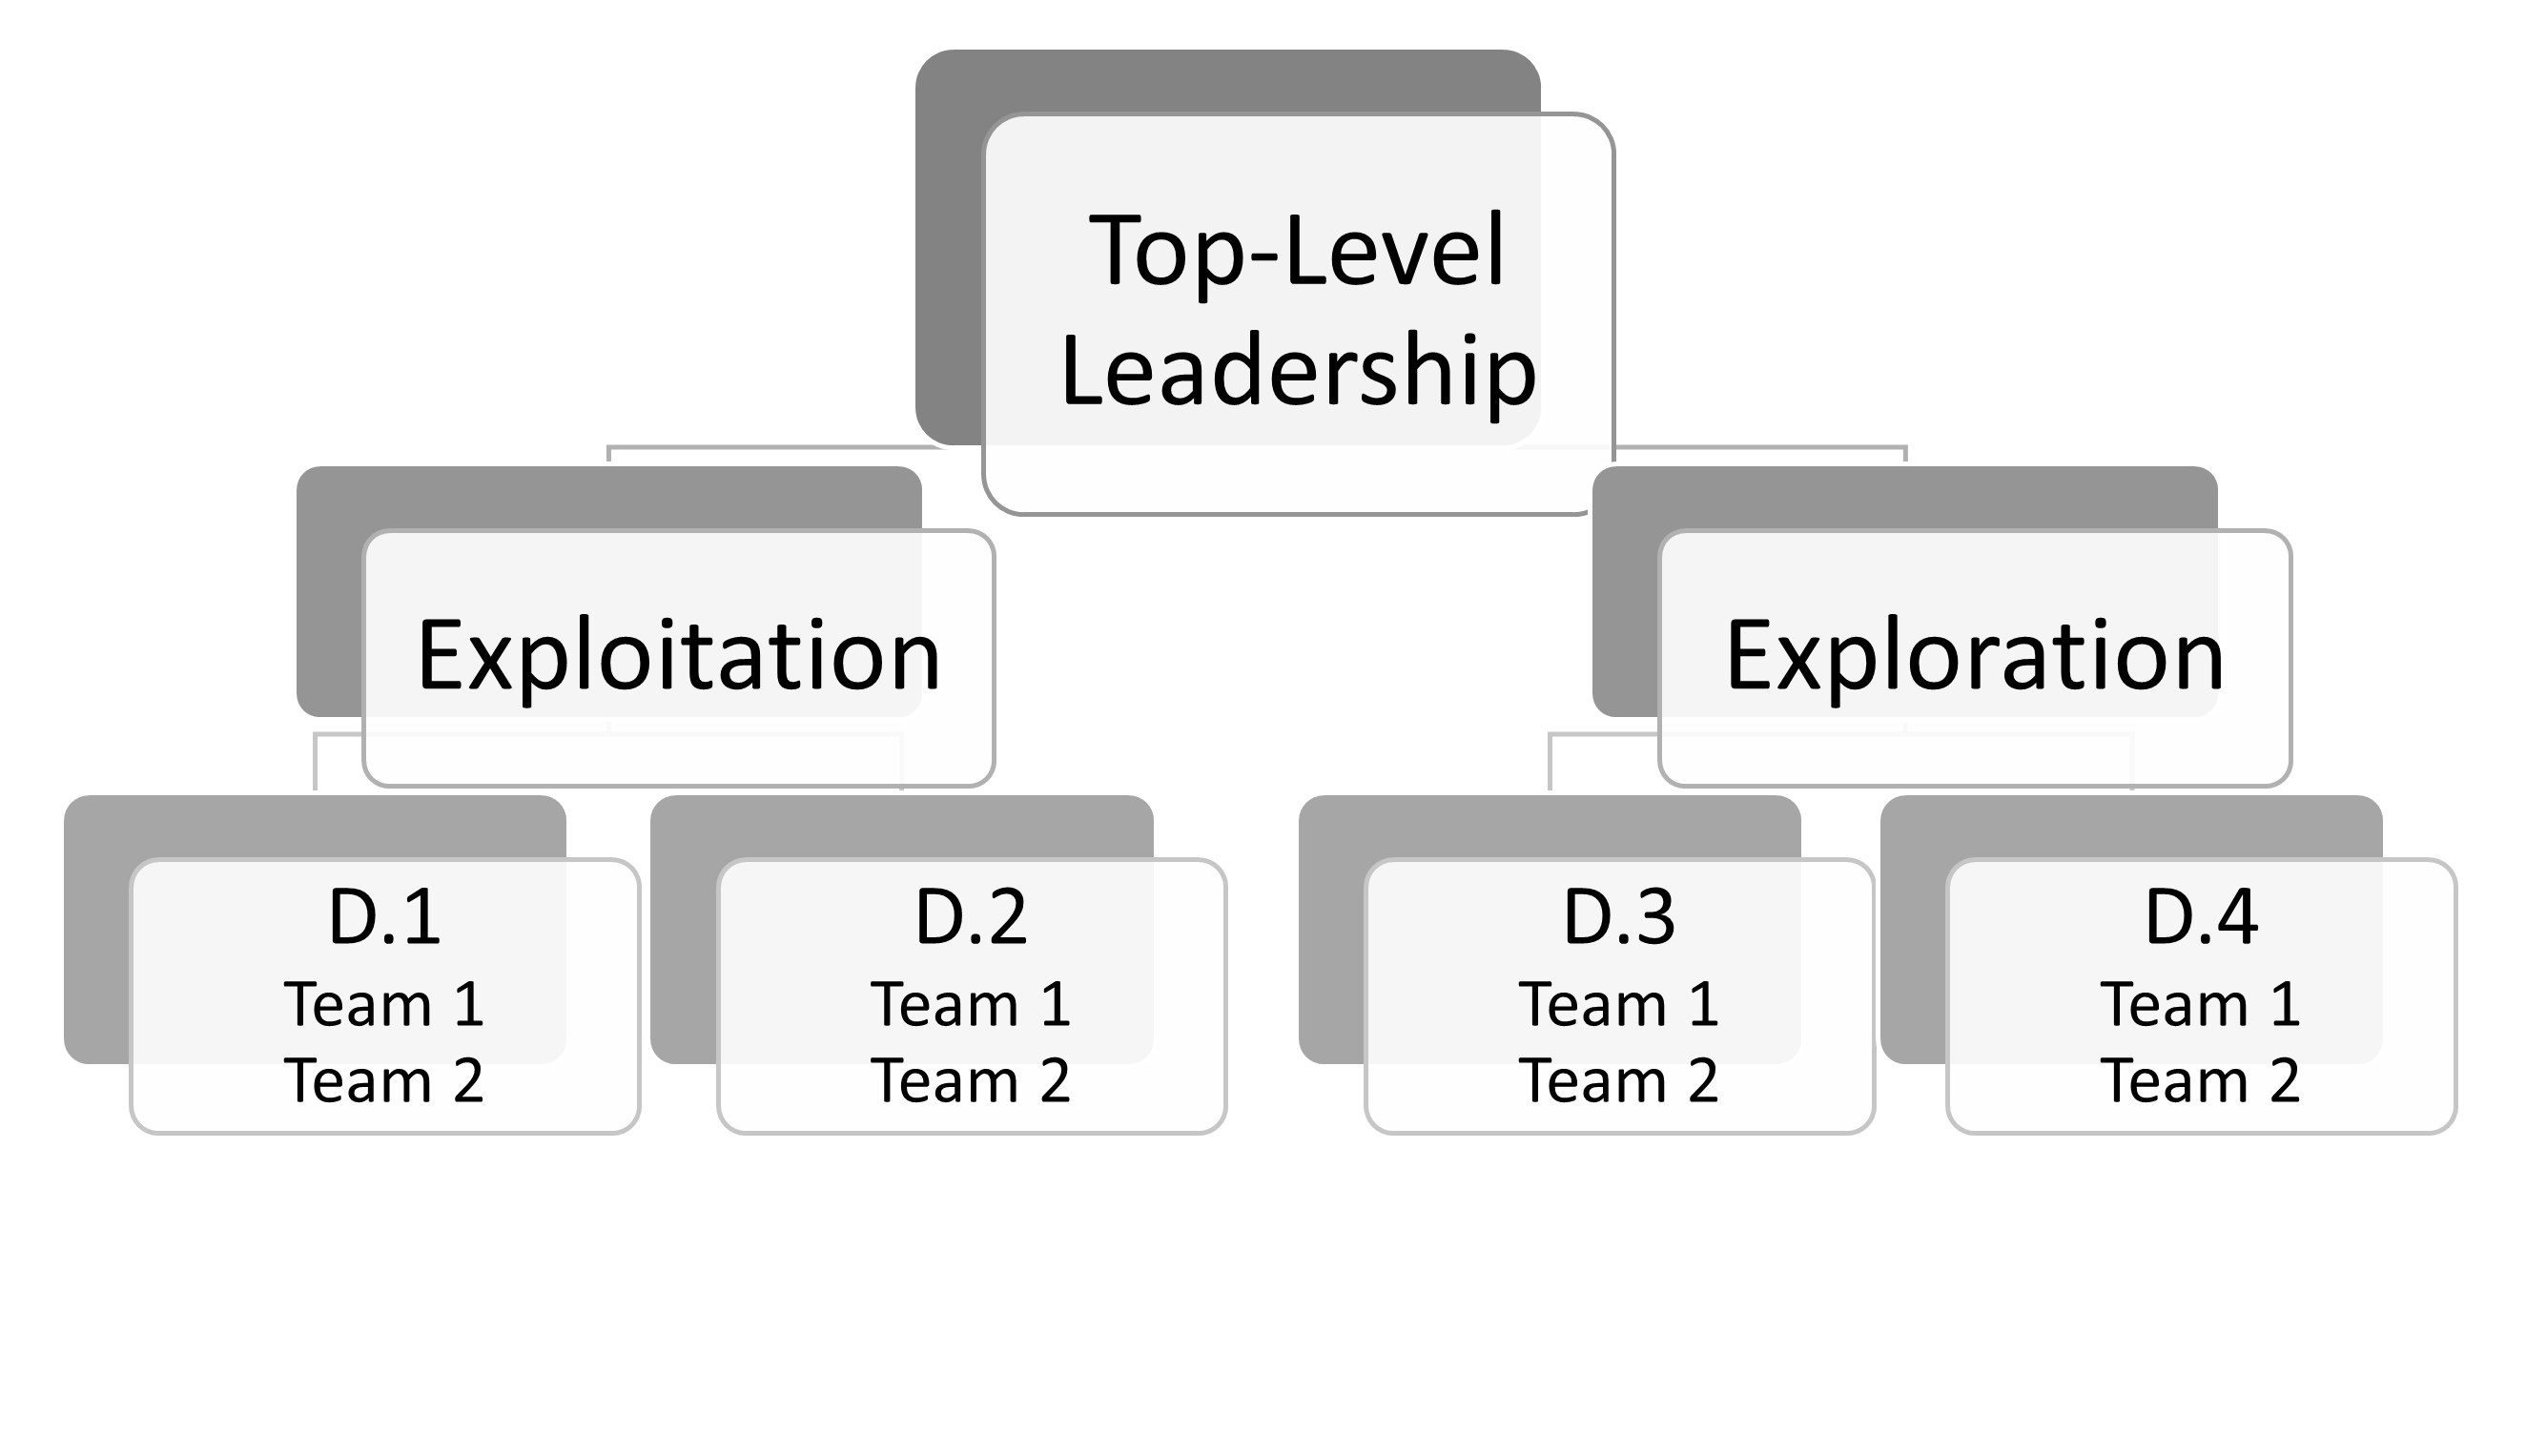 Top-Level
Leadership
Exploitation
Exploration
D.1
Team 1
Team 2
D.2
Team 1
Team 2
D.3
Team 1
Team 2
D.4
Team 1
Team 2